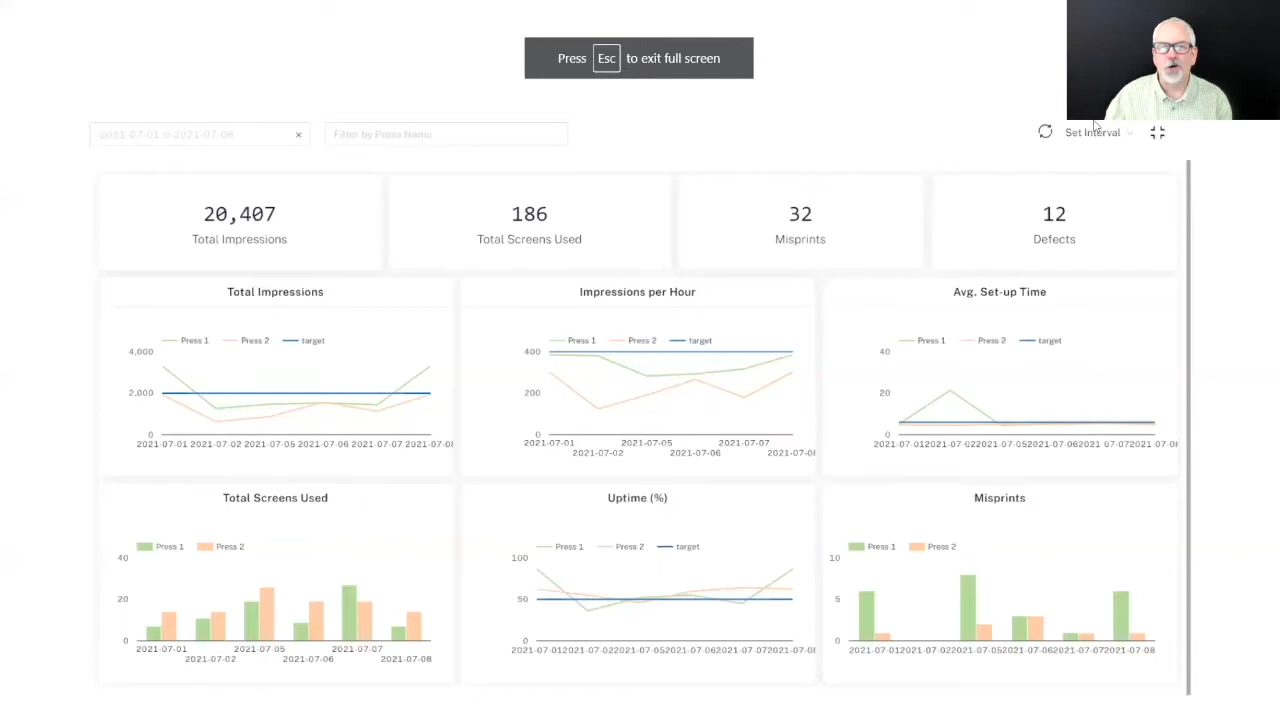 Press Esc to exit full screen
2021-07-08 ×
Filter by Press Name
Set Interval
20,407
Total Impressions
186
Total Screens Used
32
Misprints
12
Defects
Total Impressions
Press 1 Press 2 target
4,000
2,000
0
2021-07-01 2021-07-02 2021-07-05 2021-07-06 2021-07-07 2021-07-08
Impressions per Hour
Press 1 Press 2 target
400
200
0
2021-07-01 2021-07-05 2021-07-07
2021-07-02 2021-07-06 2021-07-08
Avg. Set-up Time
Press 1 Press 2 target
40
20
0
2021-07-01 2021-07-02 2021-07-05 2021-07-06 2021-07-07 2021-07-08
Total Screens Used
Press 1 Press 2
40
20
0
2021-07-01 2021-07-05 2021-07-07
2021-07-02 2021-07-06 2021-07-08
Uptime (%)
Press 1 Press 2 target
100
50
0
2021-07-01 2021-07-02 2021-07-05 2021-07-06 2021-07-07 2021-07-08
Misprints
Press 1 Press 2
10
5
0
2021-07-01 2021-07-02 2021-07-05 2021-07-06 2021-07-07 2021-07-08